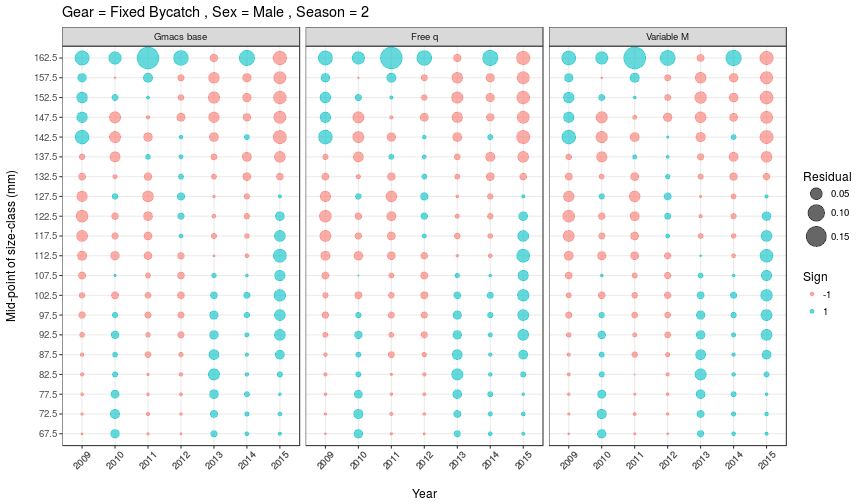 Gear = Fixed Bycatch , Sex = Male , Season = 2
Gmacs base
Free q
Variable M
Mid-point of size-class (mm)
162.5
157.5
152.5
147.5
142.5
137.5
132.5
127.5
122.5
117.5
112.5
107.5
102.5
97.5
92.5
87.5
82.5
77.5
72.5
67.5
2009 2010 2011 2012 2013 2014 2015
2009 2010 2011 2012 2013 2014 2015
2009 2010 2011 2012 2013 2014 2015
Year
Residual
0.05
0.10
0.15
Sign
-1
1